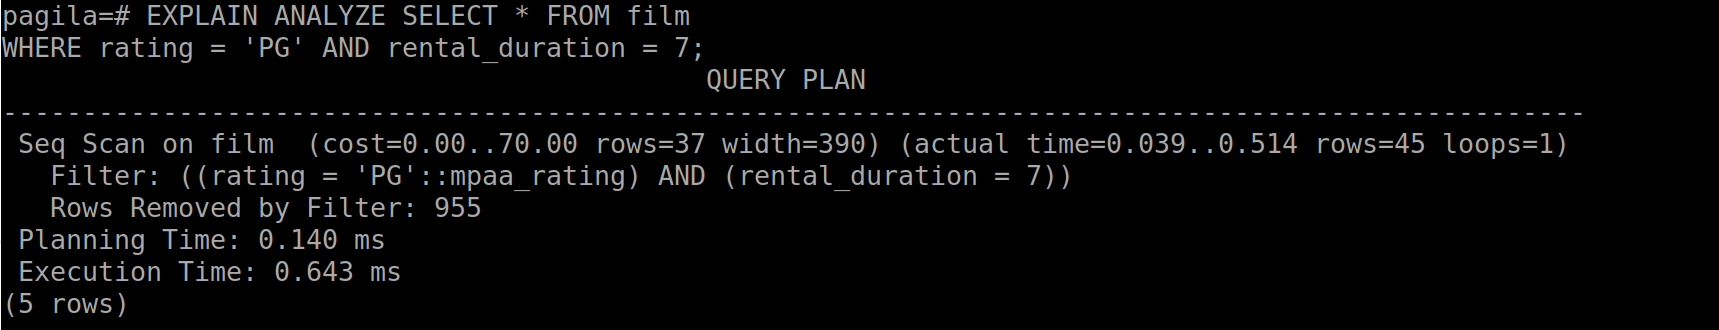 pagila=# EXPLAIN ANALYZE SELECT * FROM film
WHERE rating = 'PG' AND rental_duration = 7;
QUERY PLAN
---------------------------------------------------------------------------------------------------
Seq Scan on film  (cost=0.00..70.00 rows=37 width=390) (actual time=0.039..0.514 rows=45 loops=1)
Filter: ((rating = 'PG'::mpaa_rating) AND (rental_duration = 7))
Rows Removed by Filter: 955
Planning Time: 0.140 ms
Execution Time: 0.643 ms
(5 rows)